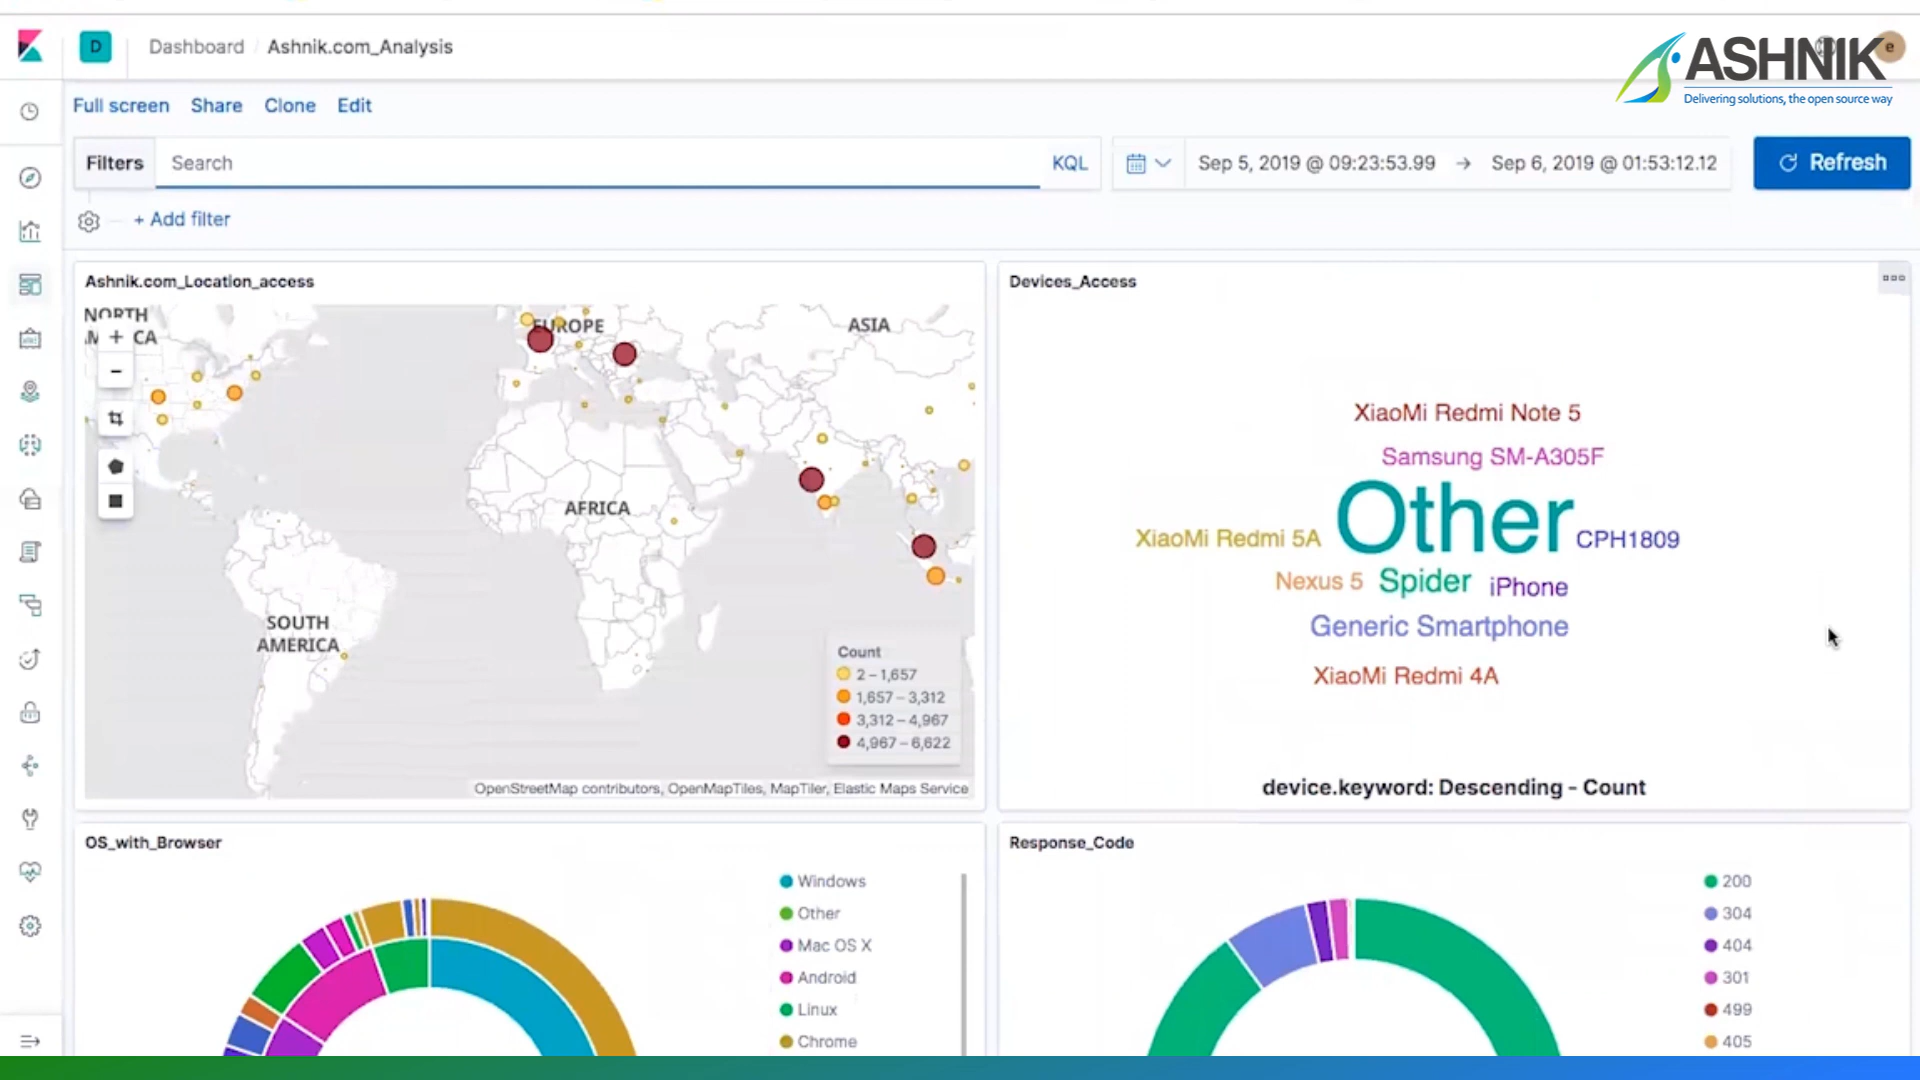 D
Dashboard / Ashnik.com_Analysis
e
ASHNIK
Delivering solutions, the open source way
Full screen Share Clone Edit
Filters Search KQL
Sep 5, 2019 @ 09:23:53.99 → Sep 6, 2019 @ 01:53:12.12
Refresh
+ Add filter
Ashnik.com_Location_access
NORTH
EUROPE
ASIA
AFRICA
SOUTH
AMERICA
Count
2 – 1,657
1,657 – 3,312
3,312 – 4,967
4,967 – 6,622
OpenStreetMap contributors, OpenMapTiles, MapTiler, Elastic Maps Service
Devices_Access
XiaoMi Redmi Note 5
Samsung SM-A305F
XiaoMi Redmi 5A Other CPH1809
Nexus 5 Spider iPhone
Generic Smartphone
XiaoMi Redmi 4A
device.keyword: Descending - Count
OS_with_Browser
Windows
Other
Mac OS X
Android
Linux
Chrome
Response_Code
200
304
404
301
499
405